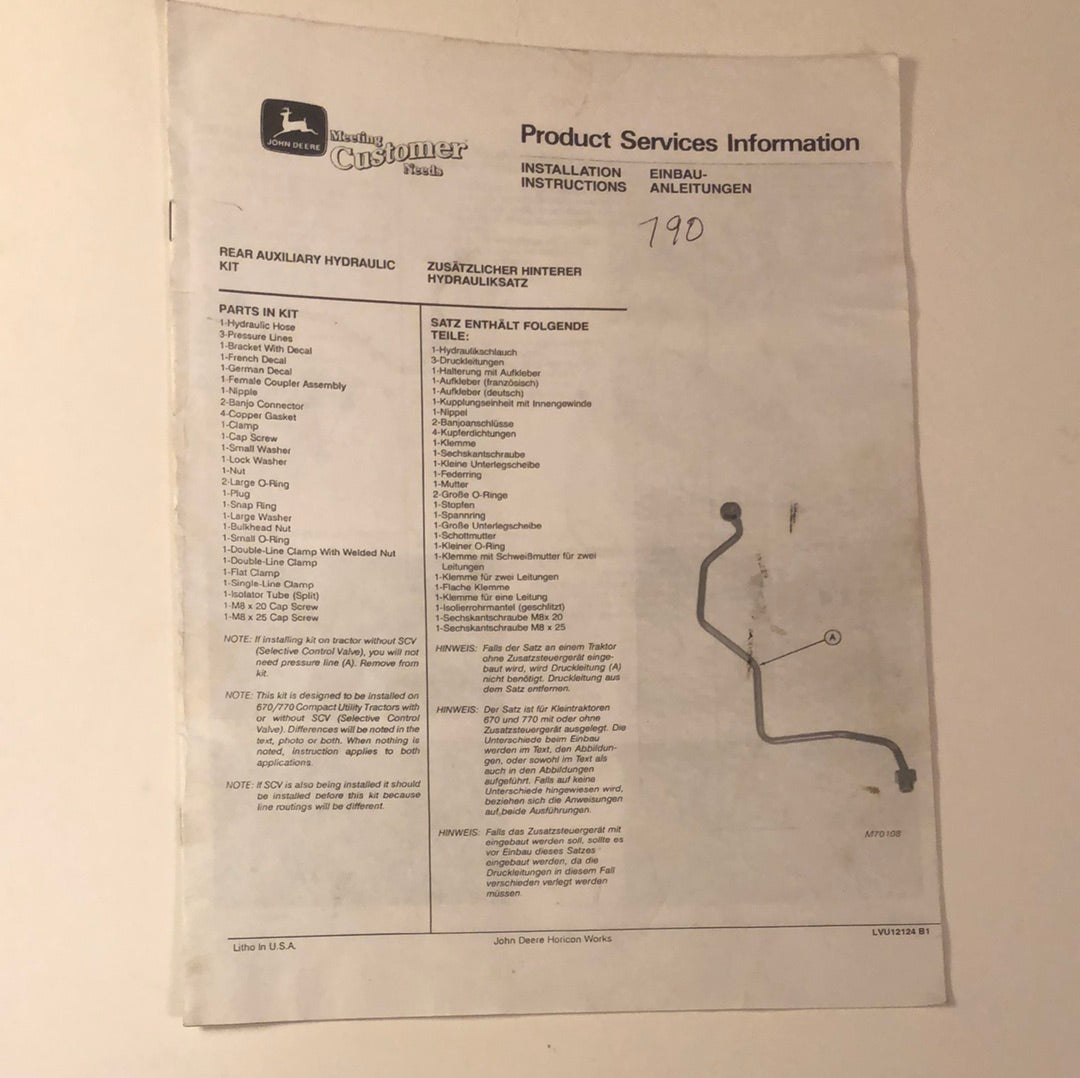 JOHN DEERE
Meeting
Customer
Needs
Product Services Information
INSTALLATION
INSTRUCTIONS
EINBAU-
ANLEITUNGEN
790
REAR AUXILIARY HYDRAULIC
KIT
ZUSÄTZLICHER HINTERER
HYDRAULIKSATZ
PARTS IN KIT
1-Hydraulic Hose
3-Pressure Lines
1-Bracket With Decal
1-French Decal
1-German Decal
1-Female Coupler Assembly
1-Nipple
2-Banjo Connector
4-Copper Gasket
1-Clamp
1-Cap Screw
1-Small Washer
1-Lock Washer
1-Nut
2-Large O-Ring
1-Plug
1-Snap Ring
1-Large Washer
1-Bulkhead Nut
1-Small O-Ring
1-Double-Line Clamp With Welded Nut
1-Double-Line Clamp
1-Flat Clamp
1-Single-Line Clamp
1-Isolator Tube (Split)
1-M8 x 20 Cap Screw
1-M8 x 25 Cap Screw
NOTE: If installing kit on tractor without SCV
(Selective Control Valve), you will not
need pressure line (A). Remove from
kit.
NOTE: This kit is designed to be installed on
670/770 Compact Utility Tractors with
or without SCV (Selective Control
Valve). Differences will be noted in the
text, photo or both. When nothing is
noted, instruction applies to both
applications.
NOTE: If SCV is also being installed it should
be installed before this kit because
line routings will be different.
SATZ ENTHÄLT FOLGENDE
TEILE:
1-Hydraulikschlauch
3-Druckleitungen
1-Halterung mit Aufkleber
1-Aufkleber (französisch)
1-Aufkleber (deutsch)
1-Kupplungseinheit mit Innengewinde
1-Nippel
2-Banjoanschlüsse
4-Kupferdichtungen
1-Klemme
1-Sechskantschraube
1-Kleine Unterlegscheibe
1-Federring
1-Mutter
2-Große O-Ringe
1-Stopfen
1-Spannring
1-Große Unterlegscheibe
1-Schottmutter
1-Kleiner O-Ring
1-Klemme mit Schweißmutter für zwei
Leitungen
1-Klemme für zwei Leitungen
1-Flache Klemme
1-Klemme für eine Leitung
1-Isolierrohrmantel (geschlitzt)
1-Sechskantschraube M8x 20
1-Sechskantschraube M8 x 25
HINWEIS: Falls der Satz an einem Traktor
ohne Zusatzsteuergerät einge-
baut wird, wird Druckleitung (A)
nicht benötigt. Druckleitung aus
dem Satz entfernen.
HINWEIS: Der Satz ist für Kleintraktoren
670 und 770 mit oder ohne
Zusatzsteuergerät ausgelegt. Die
Unterschiede beim Einbau
werden im Text, den Abbildun-
gen, oder sowohl im Text als
auch in den Abbildungen
aufgeführt. Falls auf keine
Unterschiede hingewiesen wird,
beziehen sich die Anweisungen
auf beide Ausführungen.
HINWEIS: Falls das Zusatzsteuergerät mit
eingebaut werden soll, sollte es
vor Einbau dieses Satzes
eingebaut werden, da die
Druckleitungen in diesem Fall
verschieden verlegt werden
müssen.
A
M70198
Litho In U.S.A.
John Deere Horicon Works
LVU12124 B1